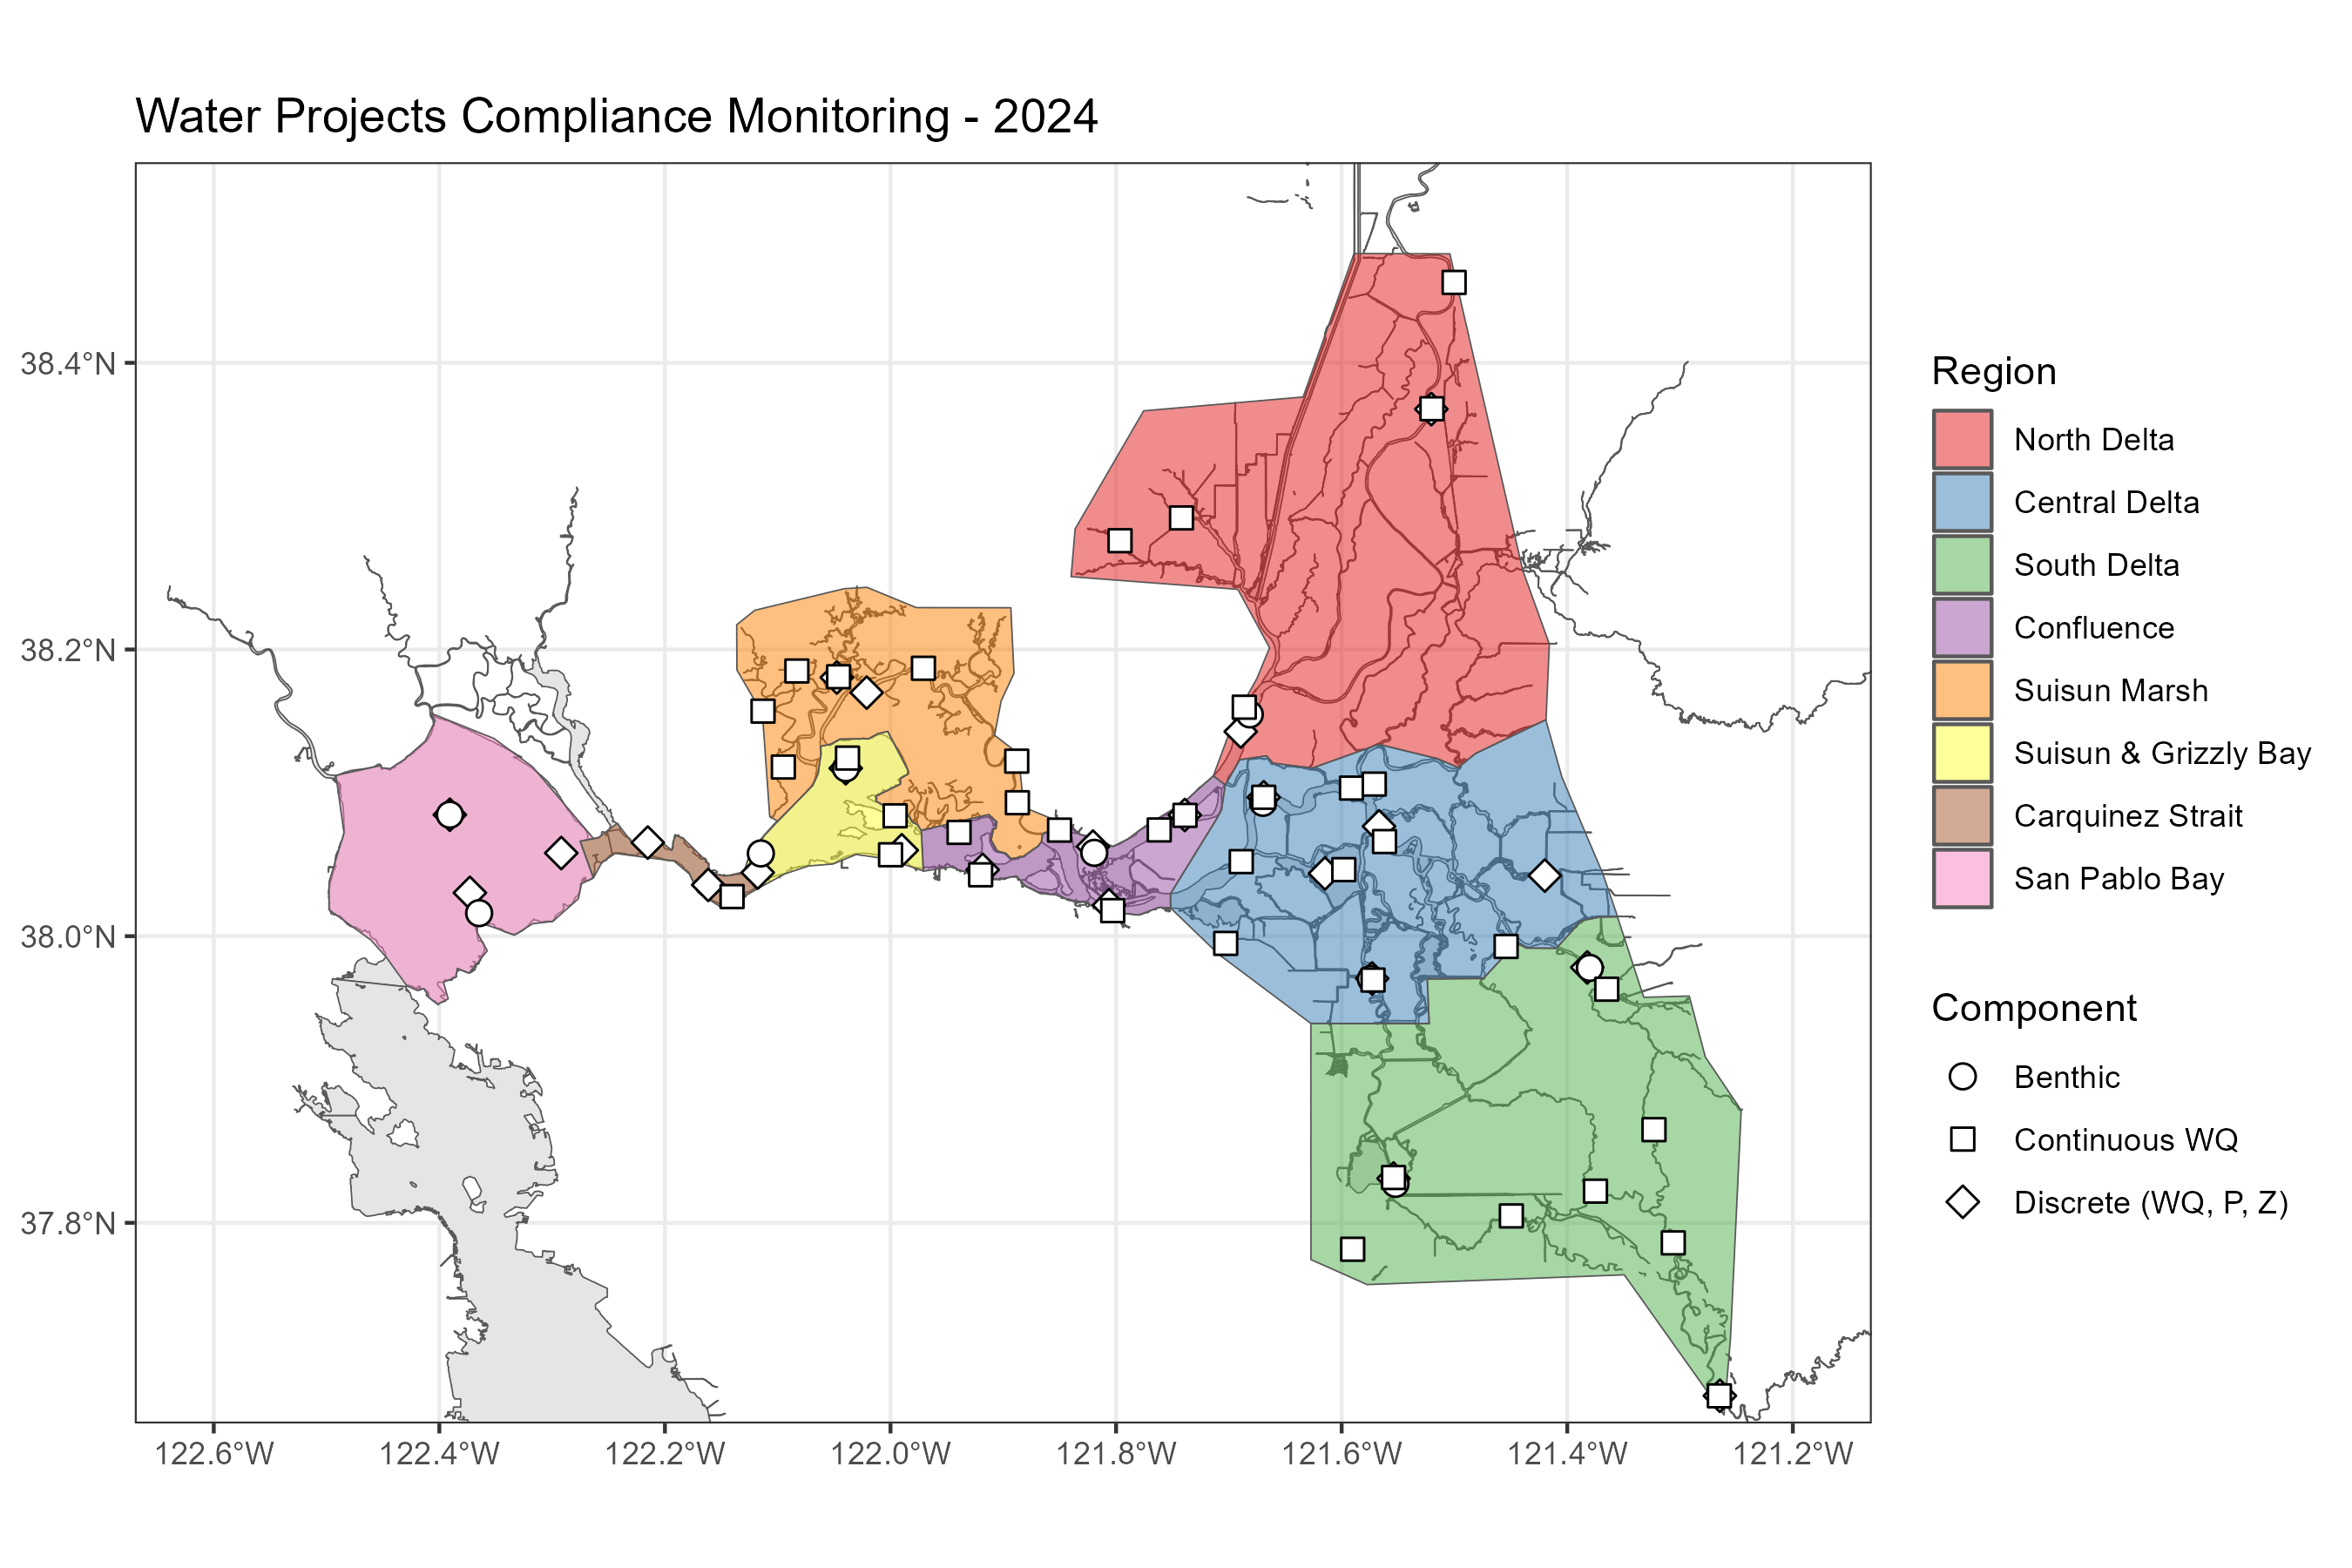 Water Projects Compliance Monitoring - 2024
38.4°N
38.2°N
38.0°N
37.8°N
122.6°W
122.4°W
122.2°W
122.0°W
121.8°W
121.6°W
121.4°W
121.2°W
Region
North Delta
Central Delta
South Delta
Confluence
Suisun Marsh
Suisun & Grizzly Bay
Carquinez Strait
San Pablo Bay
Component
Benthic
Continuous WQ
Discrete (WQ, P, Z)